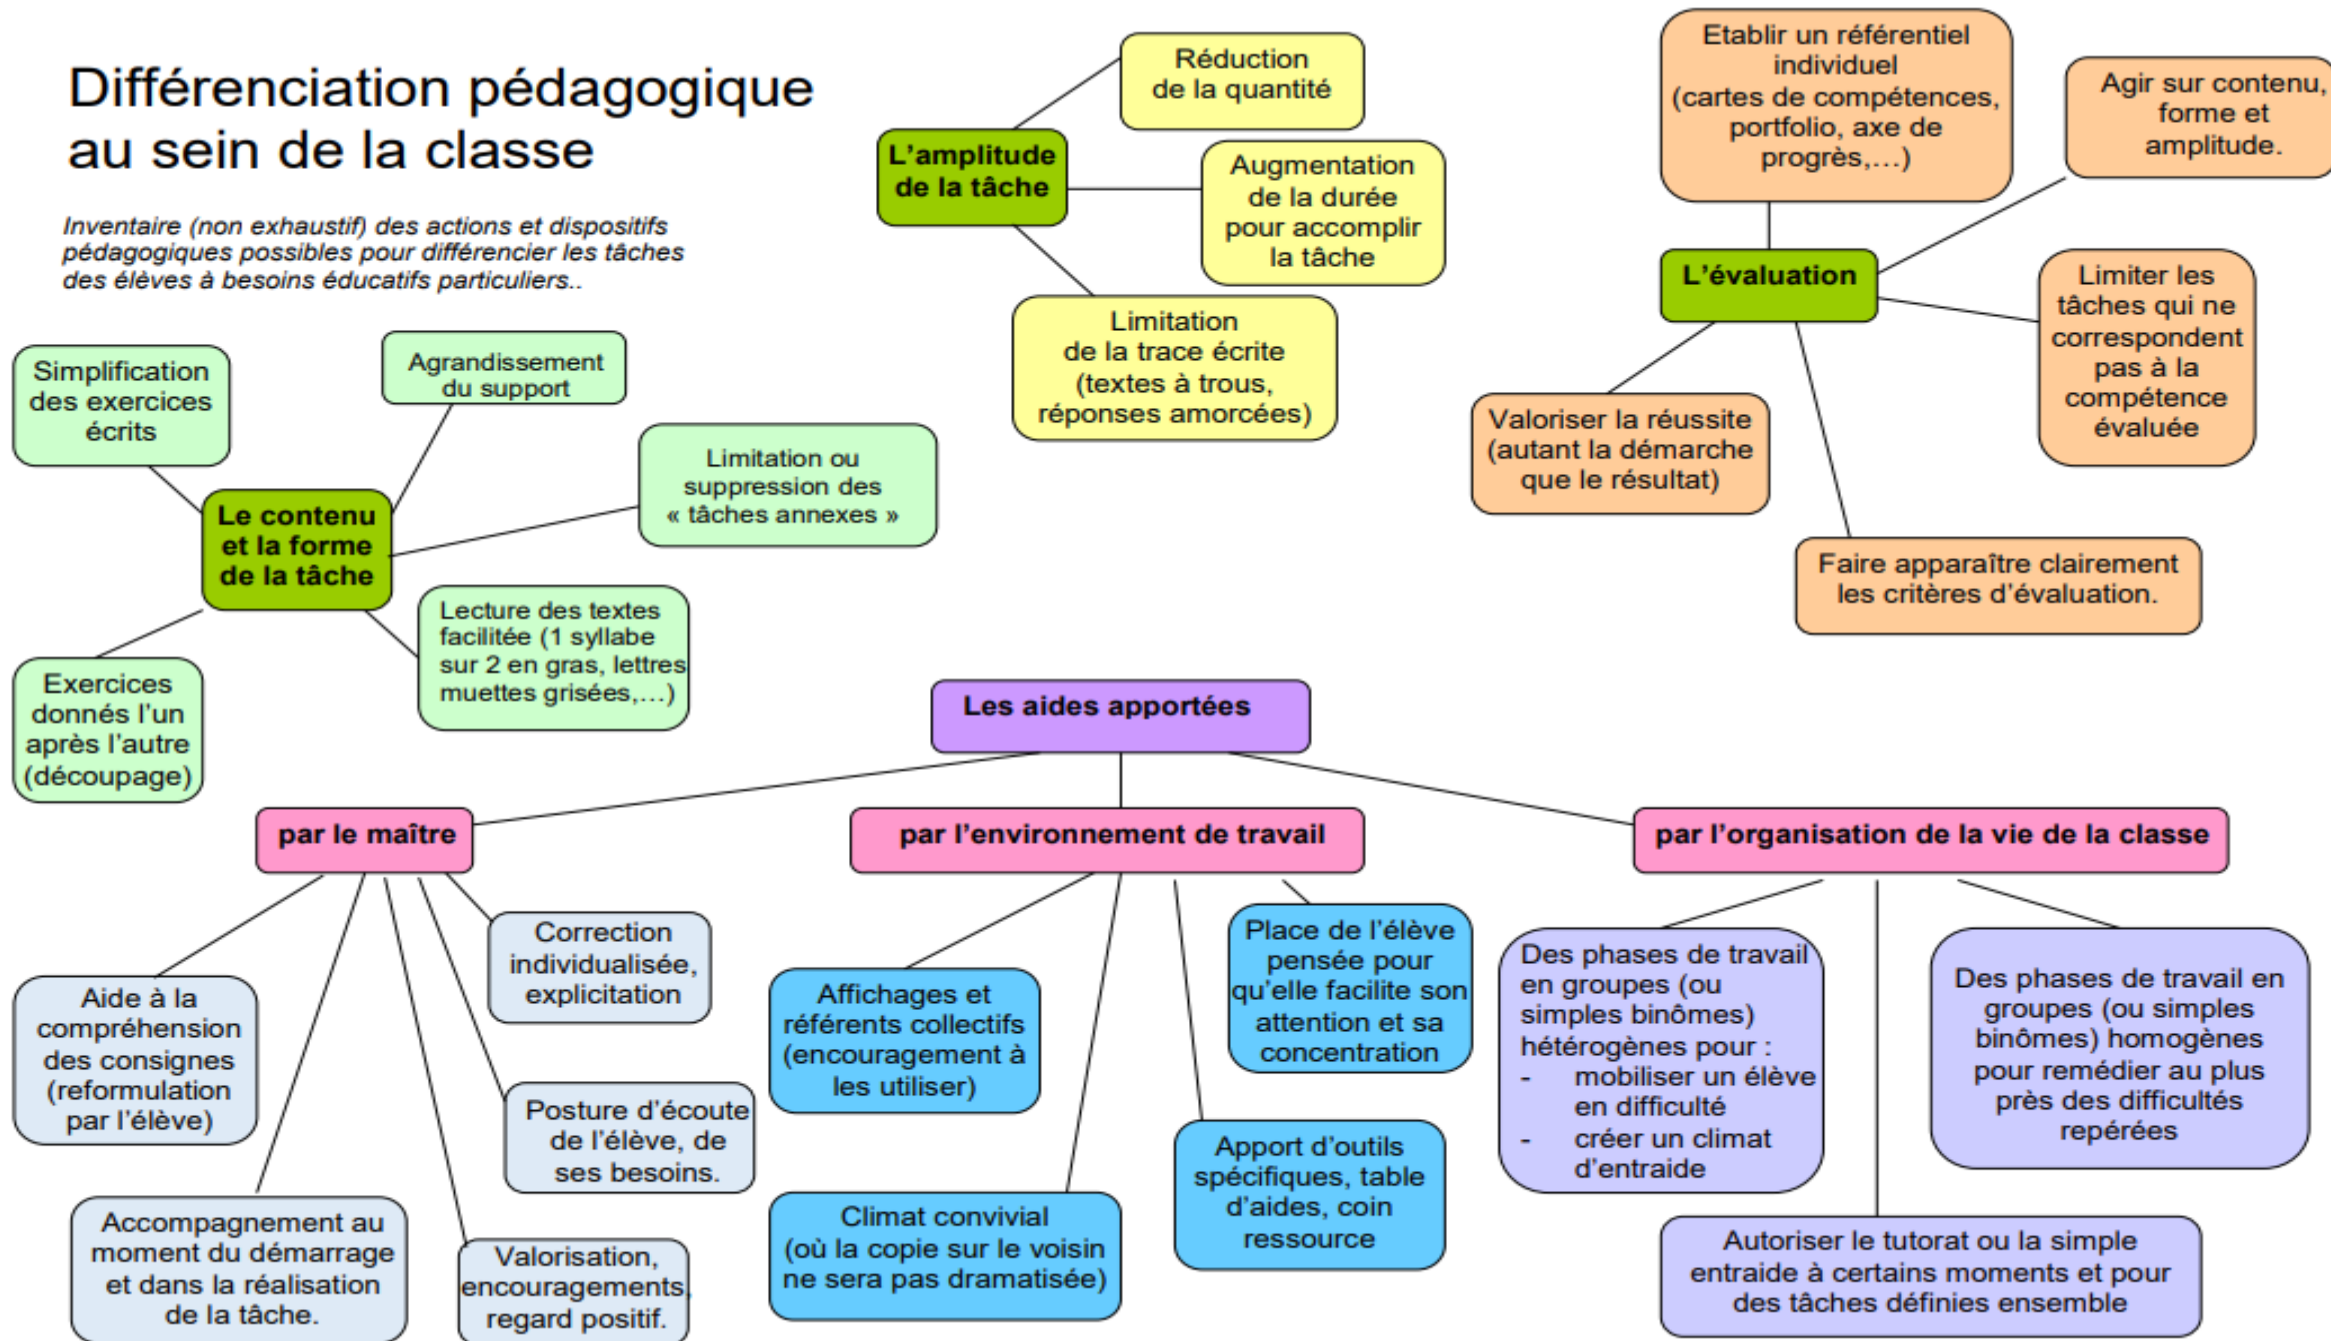 Différenciation pédagogique
au sein de la classe
Inventaire (non exhaustif) des actions et dispositifs
pédagogiques possibles pour différencier les tâches
des élèves à besoins éducatifs particuliers..
L'amplitude
de la tâche
Réduction
de la quantité
Augmentation
de la durée
pour accomplir
la tâche
Limitation
de la trace écrite
(textes à trous,
réponses amorcées)
L'évaluation
Etablir un référentiel
individuel
(cartes de compétences,
portfolio, axe de
progrès,…)
Agir sur contenu,
forme et
amplitude.
Limiter les
tâches qui ne
correspondent
pas à la
compétence
évaluée
Valoriser la réussite
(autant la démarche
que le résultat)
Faire apparaître clairement
les critères d'évaluation.
Le contenu
et la forme
de la tâche
Simplification
des exercices
écrits
Agrandissement
du support
Limitation ou
suppression des
« tâches annexes »
Lecture des textes
facilitée (1 syllabe
sur 2 en gras, lettres
muettes grisées,…)
Exercices
donnés l'un
après l'autre
(découpage)
Les aides apportées
par le maître
Aide à la
compréhension
des consignes
(reformulation
par l'élève)
Accompagnement au
moment du démarrage
et dans la réalisation
de la tâche.
Valorisation,
encouragements,
regard positif.
Posture d'écoute
de l'élève, de
ses besoins.
Correction
individualisée,
explicitation
par l'environnement de travail
Affichages et
référents collectifs
(encouragement à
les utiliser)
Climat convivial
(où la copie sur le voisin
ne sera pas dramatisée)
Apport d'outils
spécifiques, table
d'aides, coin
ressource
Place de l'élève
pensée pour
qu'elle facilite son
attention et sa
concentration
par l'organisation de la vie de la classe
Des phases de travail
en groupes (ou
simples binômes)
hétérogènes pour :
- mobiliser un élève
en difficulté
- créer un climat
d'entraide
Autoriser le tutorat ou la simple
entraide à certains moments et pour
des tâches définies ensemble
Des phases de travail en
groupes (ou simples
binômes) homogènes
pour remédier au plus
près des difficultés
repérées